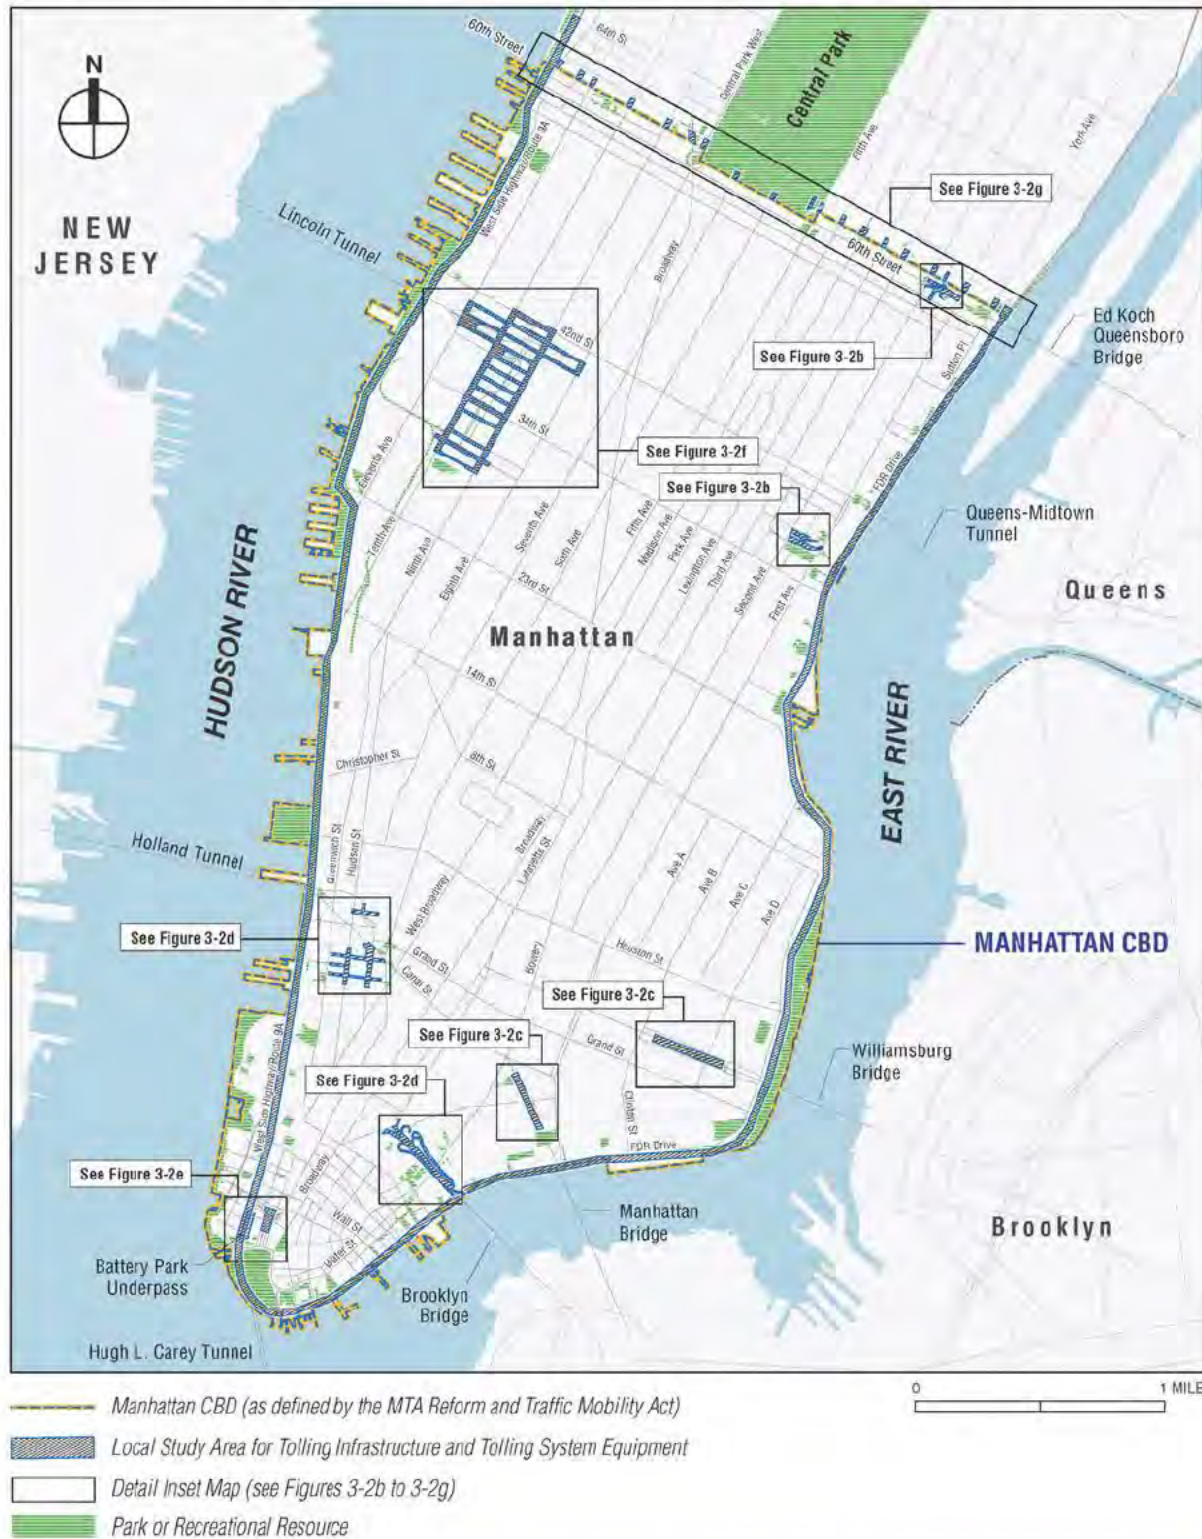 60th Street
64th St
Central Park West
Central Park
Fifth Ave
York Ave
N
NEW
JERSEY
Lincoln Tunnel
West Side Highway/Route 9A
Broadway
See Figure 3-2g
60th Street
Ed Koch
Queensboro
Bridge
See Figure 3-2b
Sutton Pl
42nd St
34th St
See Figure 3-2f
See Figure 3-2b
FDR Drive
Queens-Midtown
Tunnel
Queens
Eleventh Ave
Tenth Ave
Ninth Ave
Eighth Ave
Seventh Ave
Sixth Ave
Fifth Ave
Madison Ave
Park Ave
Lexington Ave
Third Ave
Second Ave
First Ave
23rd St
HUDSON RIVER
Manhattan
14th St
EAST RIVER
Christopher St
8th St
Holland Tunnel
Greenwich St
Hudson St
West Broadway
Broadway
Lafayette St
Ave A
Ave B
Ave C
Ave D
See Figure 3-2d
Grand St
Canal St
Bowery
Houston St
MANHATTAN CBD
See Figure 3-2c
See Figure 3-2c
Grand St
Williamsburg
Bridge
See Figure 3-2d
Clinton St
FDR Drive
West Side Highway/Route 9A
See Figure 3-2e
Broadway
Wall St
Water St
Manhattan
Bridge
Brooklyn
Battery Park
Underpass
Brooklyn
Bridge
Hugh L. Carey Tunnel
0 1 MILE
Manhattan CBD (as defined by the MTA Reform and Traffic Mobility Act)
Local Study Area for Tolling Infrastructure and Tolling System Equipment
Detail Inset Map (see Figures 3-2b to 3-2g)
Park or Recreational Resource